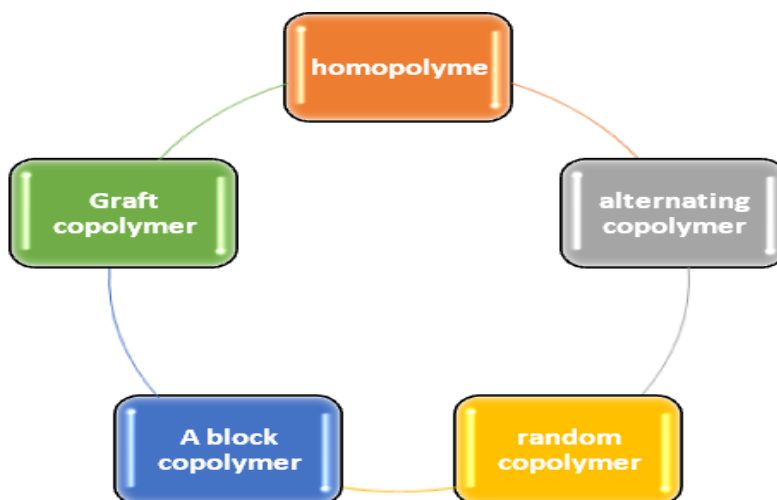 homopolyme
alternating
copolymer
random
copolymer
A block
copolymer
Graft
copolymer